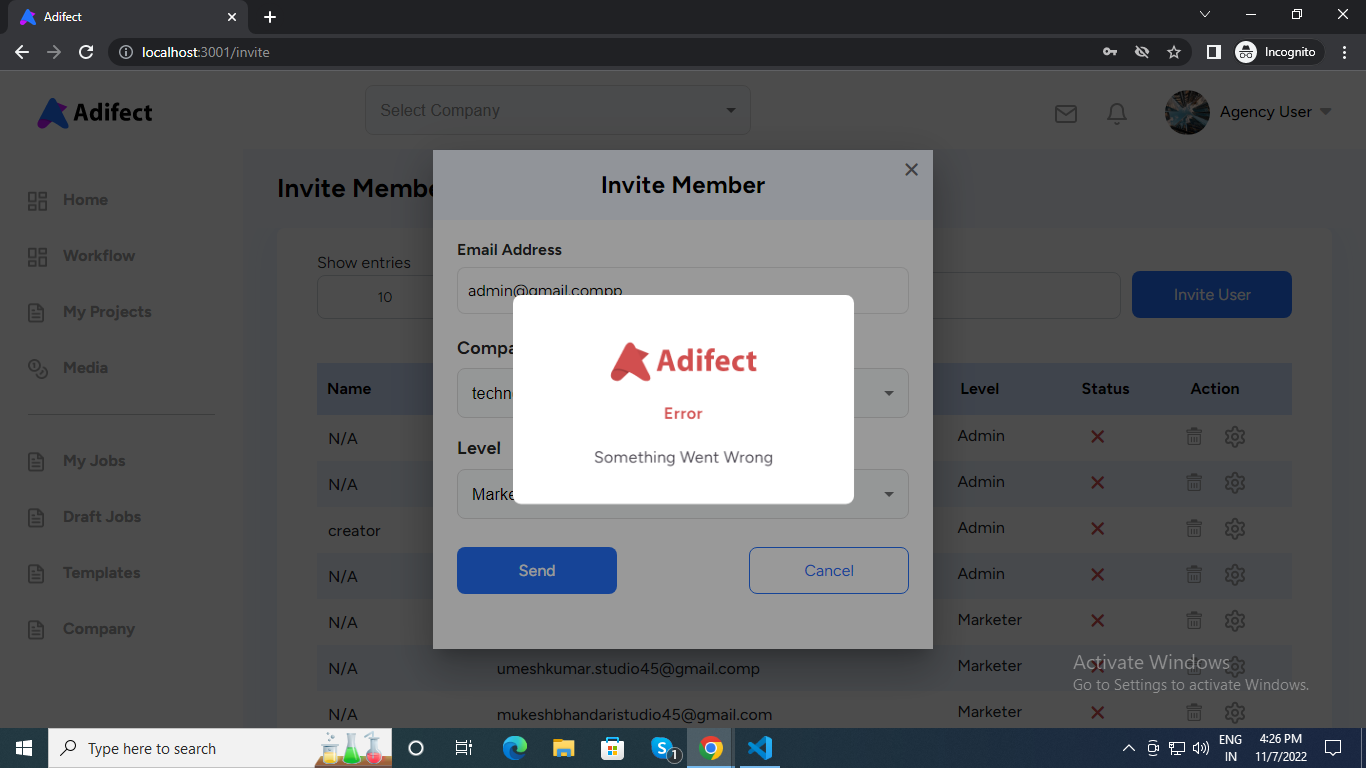 Adifect
localhost:3001/invite
Incognito
Adifect
Select Company
Agency User
Home
Workflow
My Projects
Media
My Jobs
Draft Jobs
Templates
Company
Invite Membe
Show entries
10
Invite User
Name Level Status Action
N/A Admin
N/A Admin
creator Admin
N/A Admin
N/A Marketer
N/A umeshkumar.studio45@gmail.comp Marketer
N/A mukeshbhandaristudio45@gmail.com Marketer
Invite Member
Email Address
admin@gmail.compp
Compa
techn
Level
Marke
Send Cancel
Adifect
Error
Something Went Wrong
Activate Windows
Go to Settings to activate Windows.
Type here to search
1
ENG
IN
4:26 PM
11/7/2022